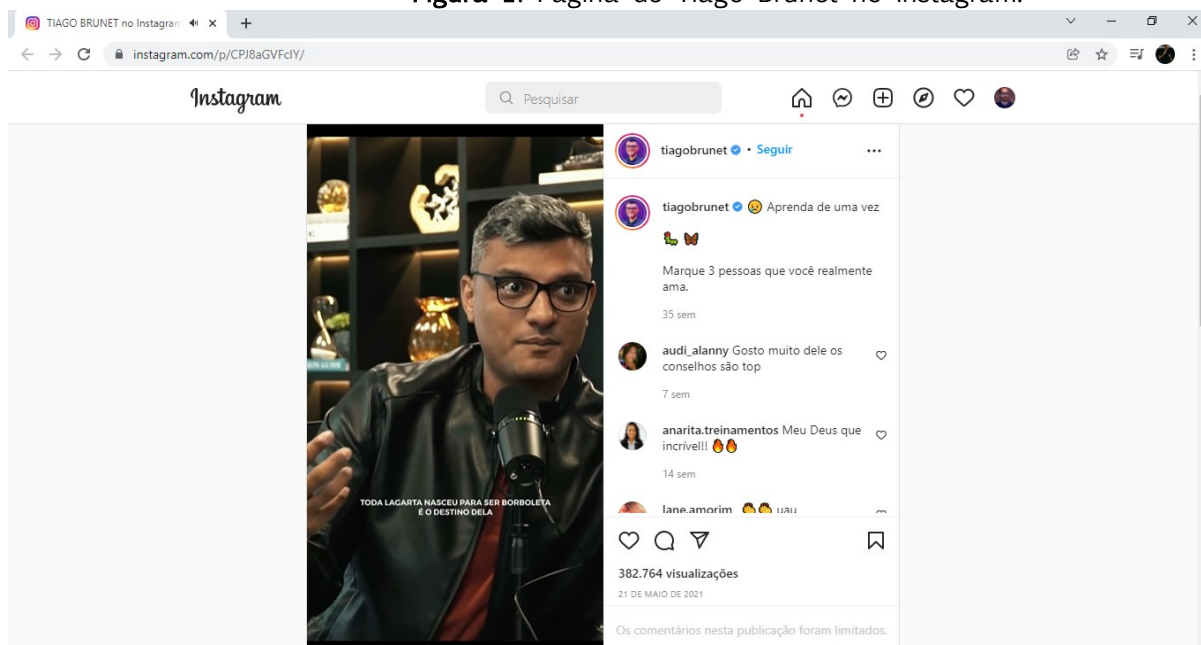 Figura 1. Página do Tiago Brunet no Instagram.
TIAGO BRUNET no Instagram
instagram.com/p/CPJ8aGVFcIY/
Instagram
Pesquisar
tiagobrunet • Seguir
tiagobrunet 😥 Aprenda de uma vez
🐛 🦋
Marque 3 pessoas que você realmente
ama.
35 sem
audi_alanny Gosto muito dele os
conselhos são top
7 sem
anarita.treinamentos Meu Deus que
incrível!! 🔥🔥
14 sem
lane.amorim 👏👏 uau
TODA LAGARTA NASCEU PARA SER BORBOLETA
É O DESTINO DELA
382.764 visualizações
21 DE MAIO DE 2021
Os comentários nesta publicação foram limitados.